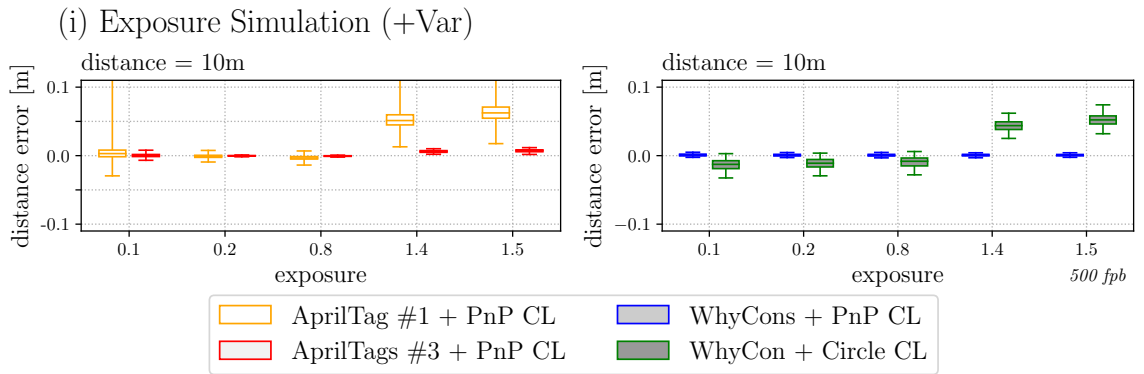 (i) Exposure Simulation (+Var)
distance = 10m
distance error [m]
0.1
0.0
-0.1
0.1 0.2 0.8 1.4 1.5
exposure
distance = 10m
distance error [m]
0.1
0.0
−0.1
0.1 0.2 0.8 1.4 1.5
exposure
500 fpb
AprilTag #1 + PnP CL
AprilTags #3 + PnP CL
WhyCons + PnP CL
WhyCon + Circle CL